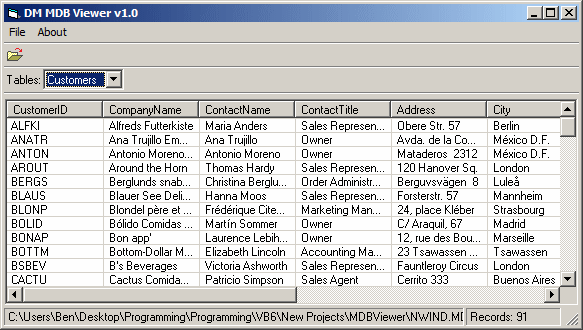 DM MDB Viewer v1.0
File About
Tables: Customers
CustomerID CompanyName ContactName ContactTitle Address City
ALFKI Alfreds Futterkiste Maria Anders Sales Represen... Obere Str. 57 Berlin
ANATR Ana Trujillo Em... Ana Trujillo Owner Avda. de la Co... México D.F.
ANTON Antonio Moreno... Antonio Moreno Owner Mataderos 2312 México D.F.
AROUT Around the Horn Thomas Hardy Sales Represen... 120 Hanover Sq. London
BERGS Berglunds snab... Christina Berglu... Order Administr... Berguvsvägen 8 Luleå
BLAUS Blauer See Deli... Hanna Moos Sales Represen... Forsterstr. 57 Mannheim
BLONP Blondel père et ... Frédérique Cite... Marketing Man... 24, place Kléber Strasbourg
BOLID Bólido Comidas ... Martín Sommer Owner C/ Araquil, 67 Madrid
BONAP Bon app' Laurence Lebih... Owner 12, rue des Bou... Marseille
BOTTM Bottom-Dollar M... Elizabeth Lincoln Accounting Ma... 23 Tsawassen ... Tsawassen
BSBEV B's Beverages Victoria Ashworth Sales Represen... Fauntleroy Circus London
CACTU Cactus Comida... Patricio Simpson Sales Agent Cerrito 333 Buenos Aires
C:\Users\Ben\Desktop\Programming\Programming\VB6\New Projects\MDBViewer\NWIND.MI Records: 91